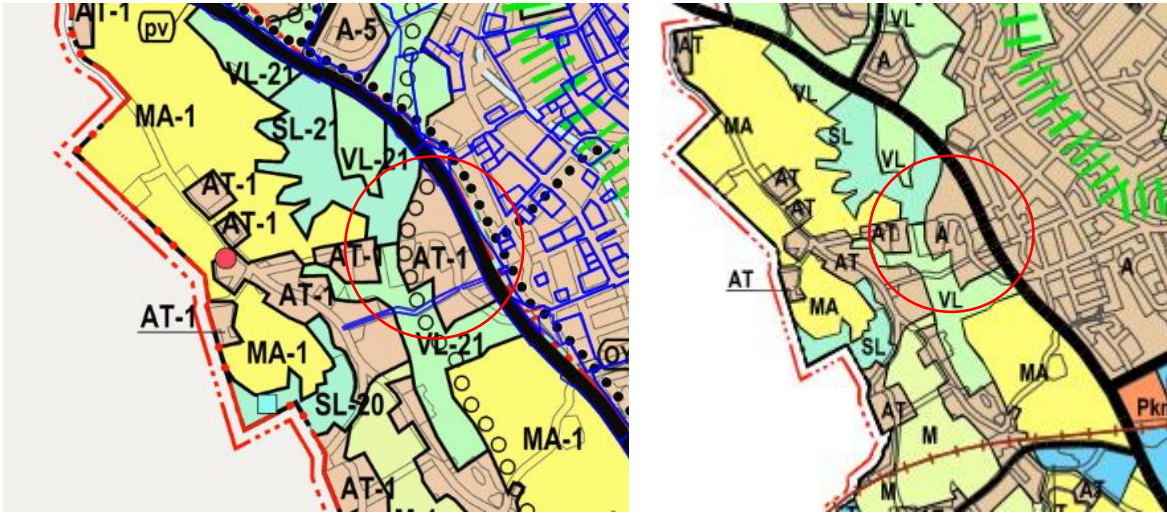 AT-1
pv
A-5
VL-21
MA-1
SL-21
VL-21
AT-1
AT-1
AT-1
AT-1
AT-1
AT-1
MA-1
VL-21
SL-20
MA-1
AT-1
AT
VL
A
VL
MA
SL
VL
AT
AT
AT
A
AT
AT
A
MA
VL
SL
MA
AT
Pkr
M
M
AT